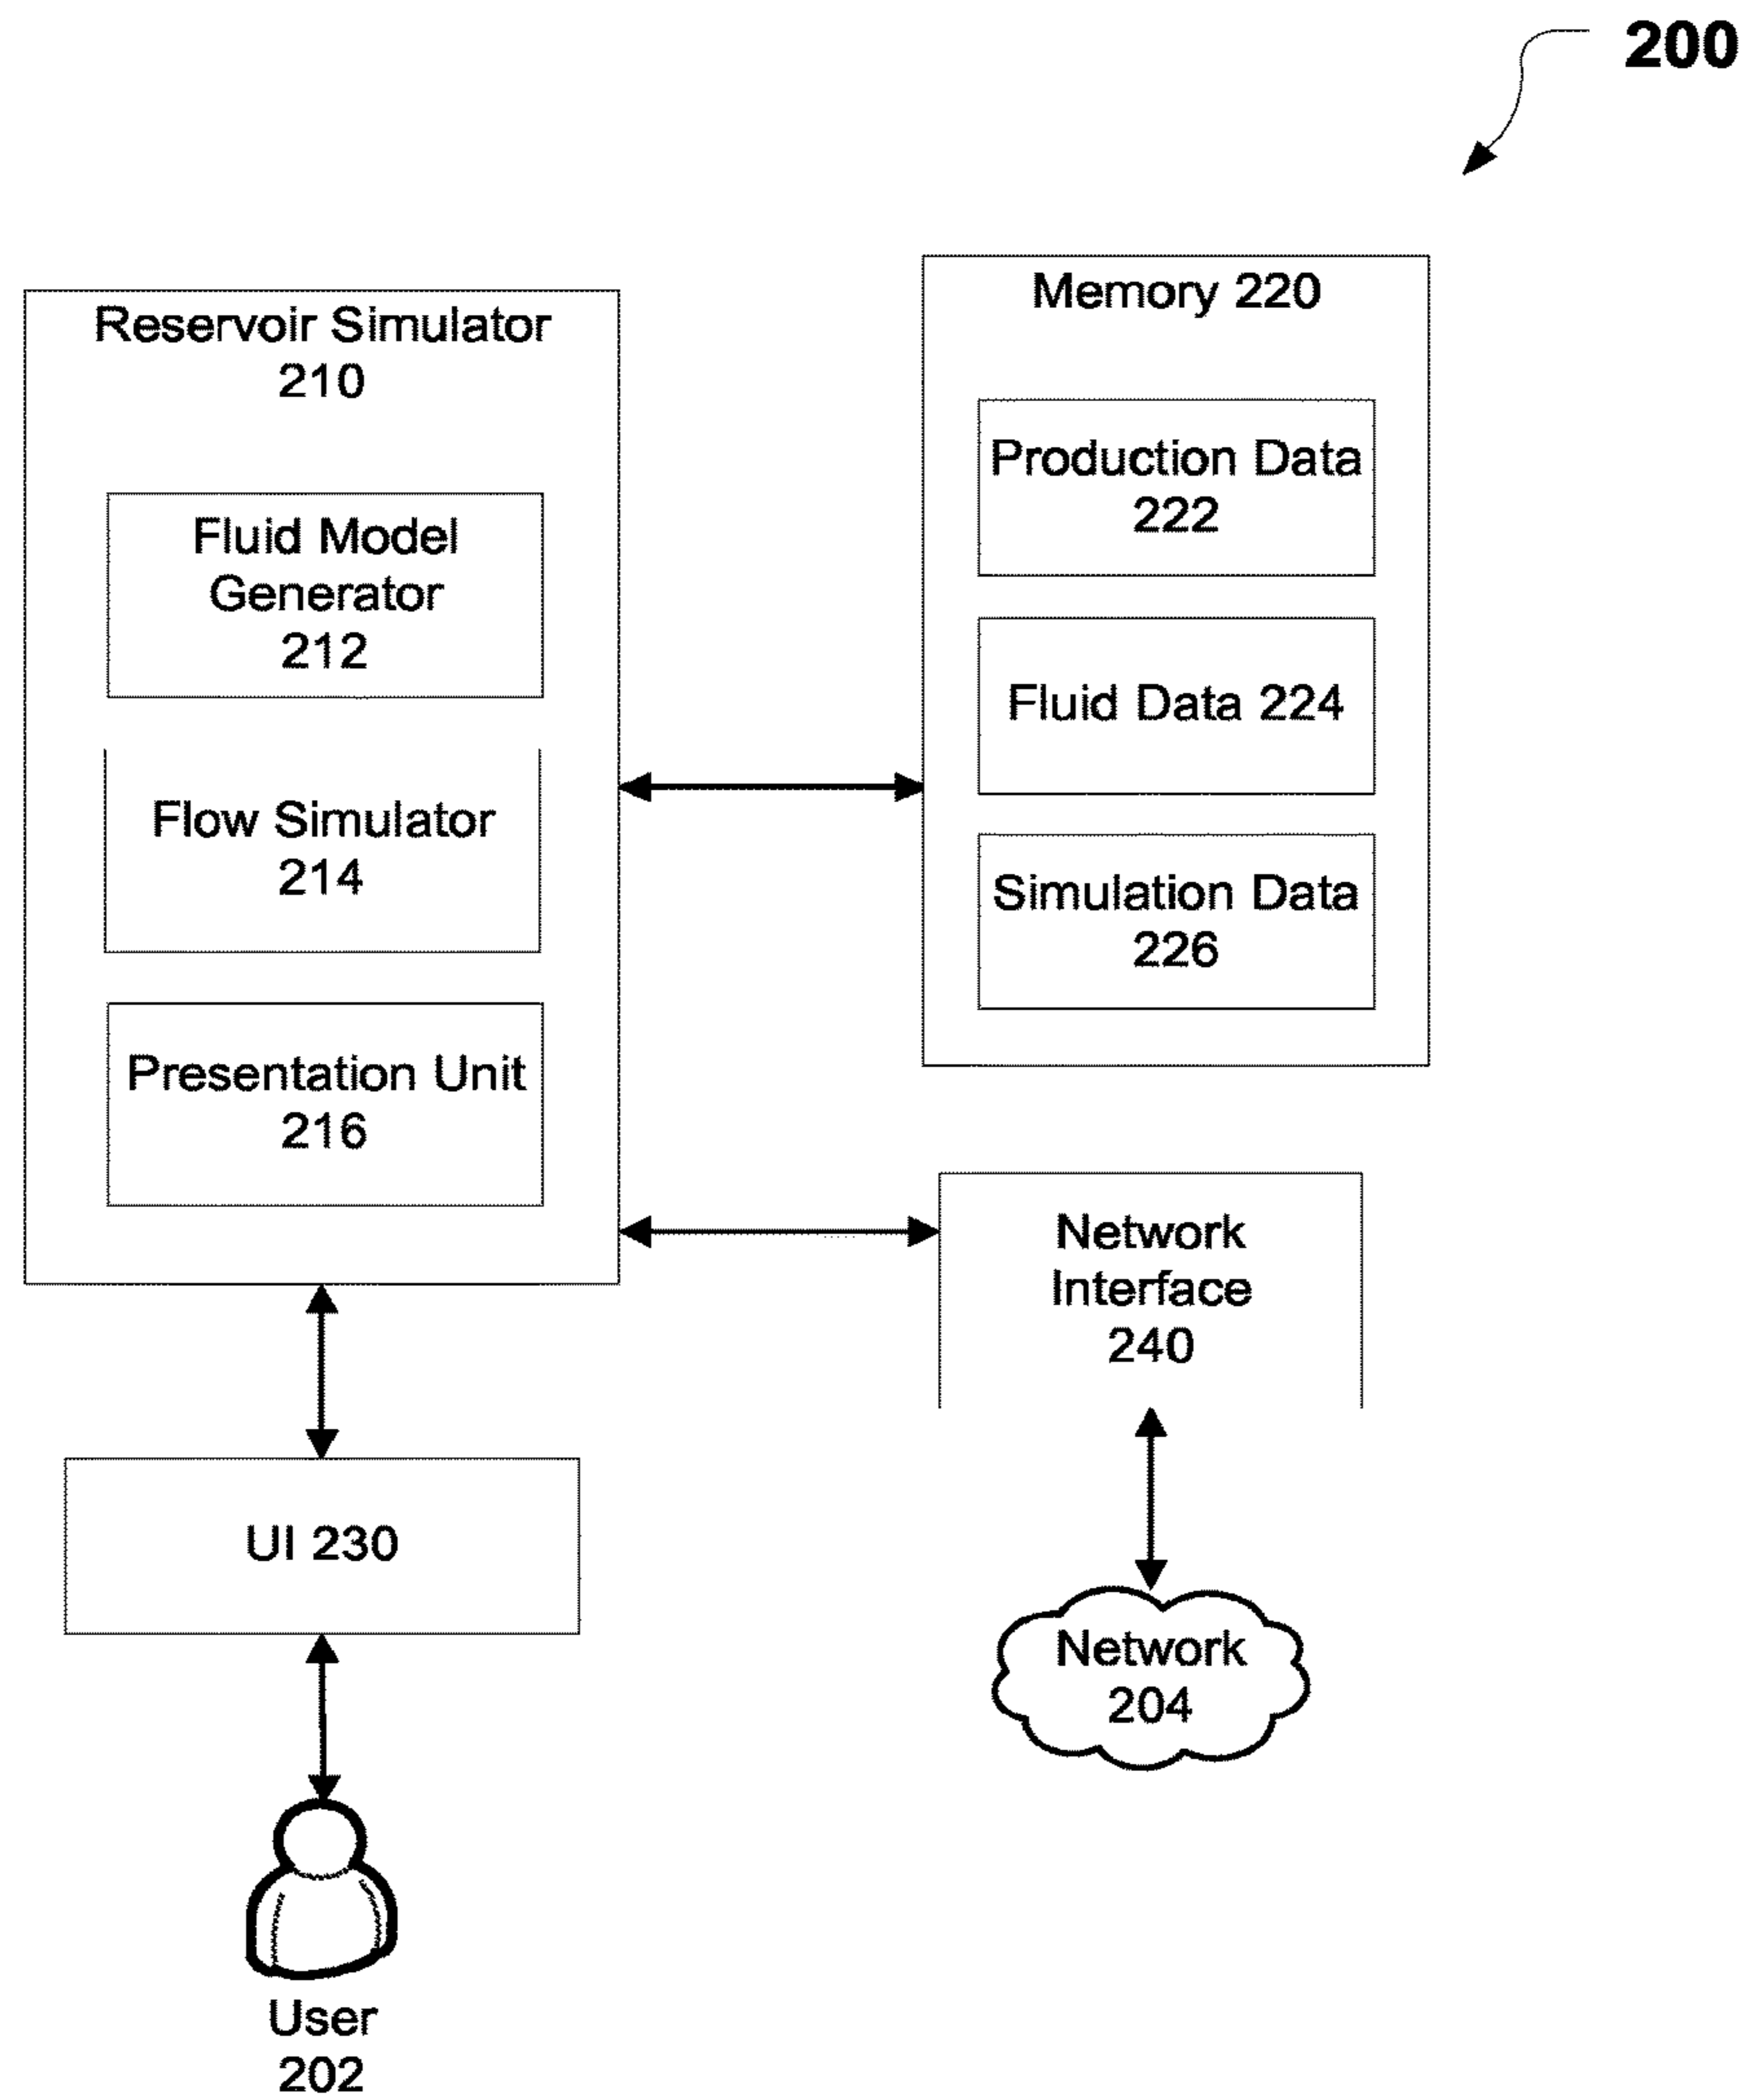 200
Reservoir Simulator
210
Fluid Model
Generator
212
Flow Simulator
214
Presentation Unit
216
Memory 220
Production Data
222
Fluid Data 224
Simulation Data
226
Network
Interface
240
UI 230
Network
204
User
202